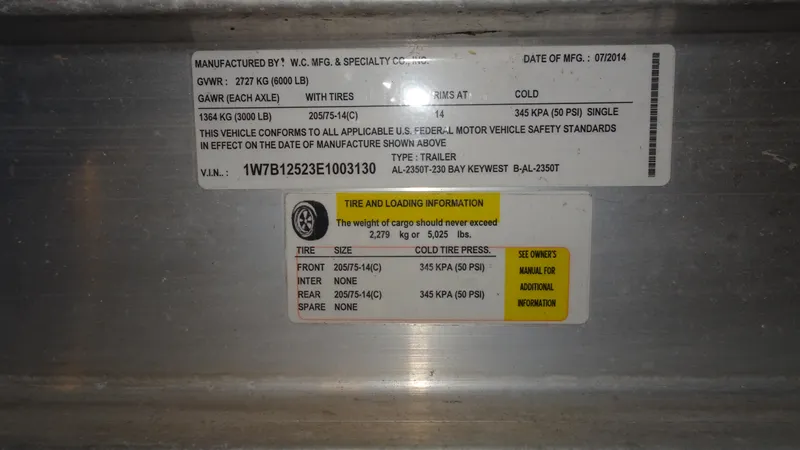 MANUFACTURED BY: W.C. MFG. & SPECIALTY CO., INC. DATE OF MFG. : 07/2014
GVWR : 2727 KG (6000 LB)
GAWR (EACH AXLE) WITH TIRES RIMS AT COLD
1364 KG (3000 LB) 205/75-14(C) 14 345 KPA (50 PSI) SINGLE
THIS VEHICLE CONFORMS TO ALL APPLICABLE U.S. FEDERAL MOTOR VEHICLE SAFETY STANDARDS
IN EFFECT ON THE DATE OF MANUFACTURE SHOWN ABOVE
TYPE : TRAILER
V.I.N.. : 1W7B12523E1003130 AL-2350T-230 BAY KEYWEST B-AL-2350T
TIRE AND LOADING INFORMATION
The weight of cargo should never exceed
2,279 kg or 5,025 lbs.
TIRE SIZE COLD TIRE PRESS.
FRONT 205/75-14(C) 345 KPA (50 PSI)
INTER NONE
REAR 205/75-14(C) 345 KPA (50 PSI)
SPARE NONE
SEE OWNER'S
MANUAL FOR
ADDITIONAL
INFORMATION